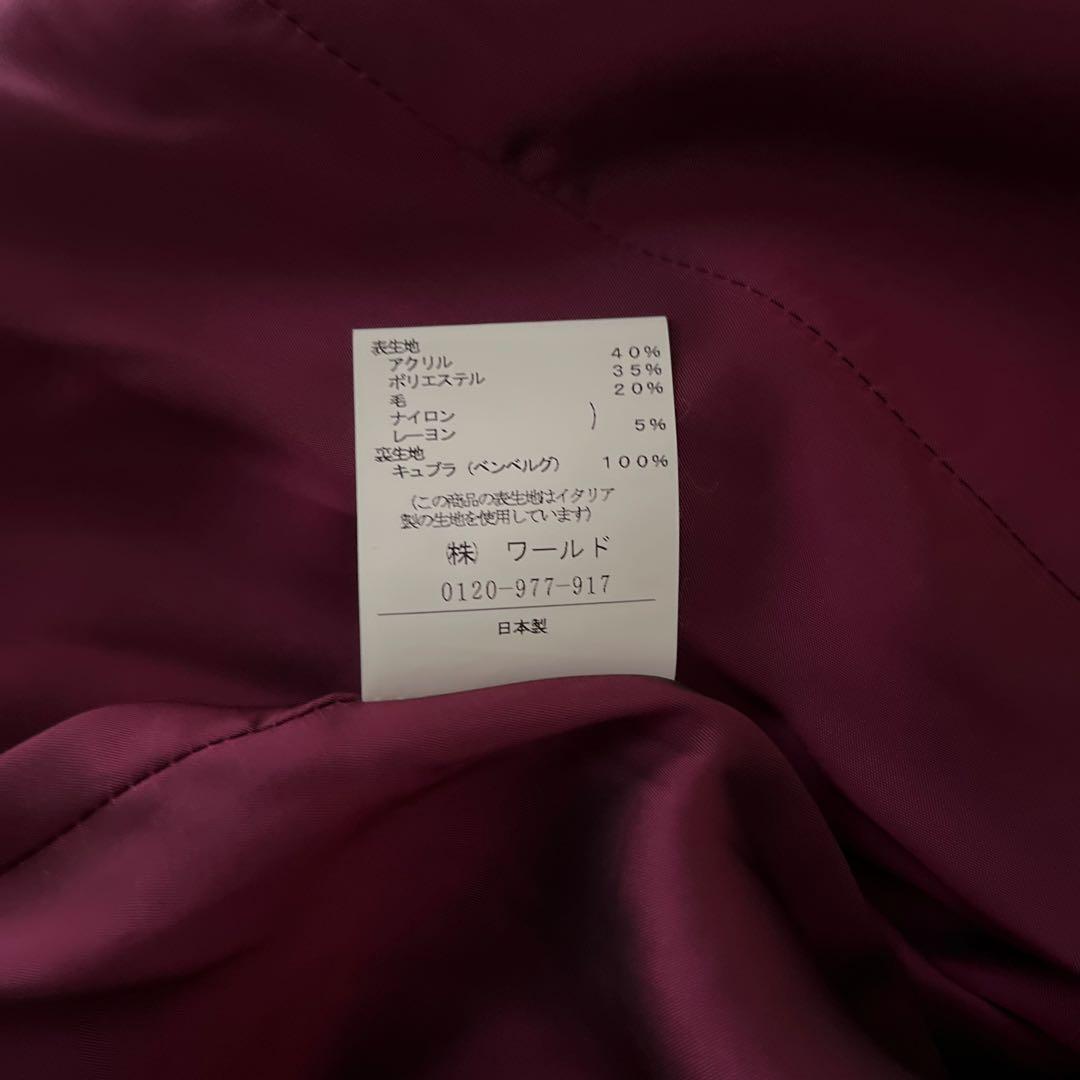 表生地
アクリル 40%
ポリエステル 35%
毛 20%
ナイロン
レーヨン ) 5%
裏生地
キュプラ (ベンベルグ) 100%
(この商品の表生地はイタリア
製の生地を使用しています)
㈱ ワールド
0120-977-917
日本製